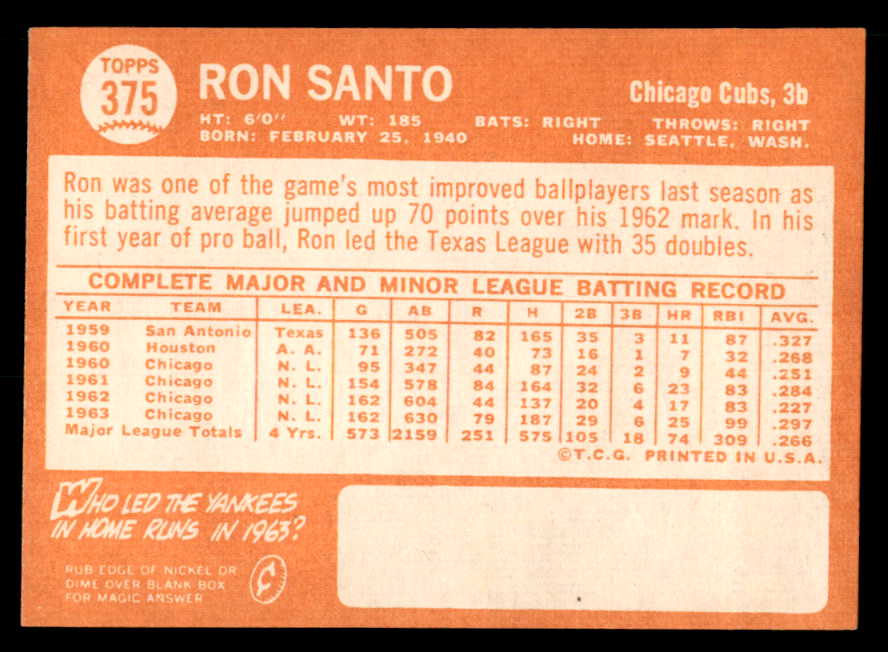 TOPPS
375
RON SANTO
Chicago Cubs, 3b
HT: 6'0" WT: 185 BATS: RIGHT THROWS: RIGHT
BORN: FEBRUARY 25, 1940 HOME: SEATTLE, WASH.
Ron was one of the game's most improved ballplayers last season as
his batting average jumped up 70 points over his 1962 mark. In his
first year of pro ball, Ron led the Texas League with 35 doubles.
COMPLETE MAJOR AND MINOR LEAGUE BATTING RECORD
YEAR TEAM LEA. G AB R H 2B 3B HR RBI AVG.
1959 San Antonio Texas 136 505 82 165 35 3 11 87 .327
1960 Houston A. A. 71 272 40 73 16 1 7 32 .268
1960 Chicago N. L. 95 347 44 87 24 2 9 44 .251
1961 Chicago N. L. 154 578 84 164 32 6 23 83 .284
1962 Chicago N. L. 162 604 44 137 20 4 17 83 .227
1963 Chicago N. L. 162 630 79 187 29 6 25 99 .297
Major League Totals 4 Yrs. 573 2159 251 575 105 18 74 309 .266
©T.C.G. PRINTED IN U.S.A.
WHO LED THE YANKEES
IN HOME RUNS IN 1963?
RUB EDGE OF NICKEL OR
DIME OVER BLANK BOX
FOR MAGIC ANSWER
¢